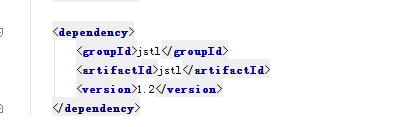 <dependency>
<groupId>jstl</groupId>
<artifactId>jstl</artifactId>
<version>1.2</version>
</dependency>